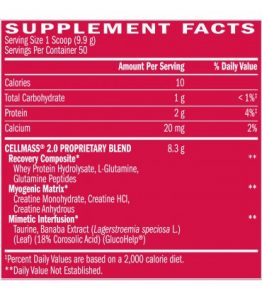 SUPPLEMENT FACTS
Serving Size 1 Scoop (9.9 g)
Servings Per Container 50
Amount Per Serving % Daily Value
Calories 10
Total Carbohydrate 1 g <1%‡
Protein 2 g 4%‡
Calcium 20 mg 2%
CELLMASS® 2.0 PROPRIETARY BLEND 8.3 g
Recovery Composite* **
Whey Protein Hydrolysate, L-Glutamine,
Glutamine Peptides
Myogenic Matrix* **
Creatine Monohydrate, Creatine HCl,
Creatine Anhydrous
Mimetic Interfusion* **
Taurine, Banaba Extract (Lagerstroemia speciosa L.)
(Leaf) (18% Corosolic Acid) (GlucoHelp®)
‡Percent Daily Values are based on a 2,000 calorie diet.
**Daily Value Not Established.